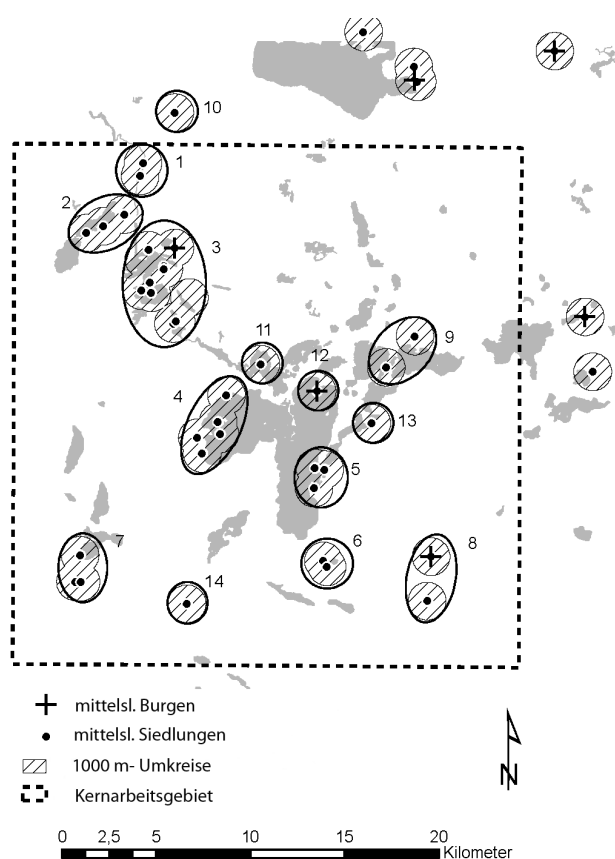 10
1
2
3
11
12
9
4
13
5
6
8
7
14
mittelsl. Burgen
mittelsl. Siedlungen
1000 m- Umkreise
Kernarbeitsgebiet
N
0 2,5 5 10 15 20
Kilometer